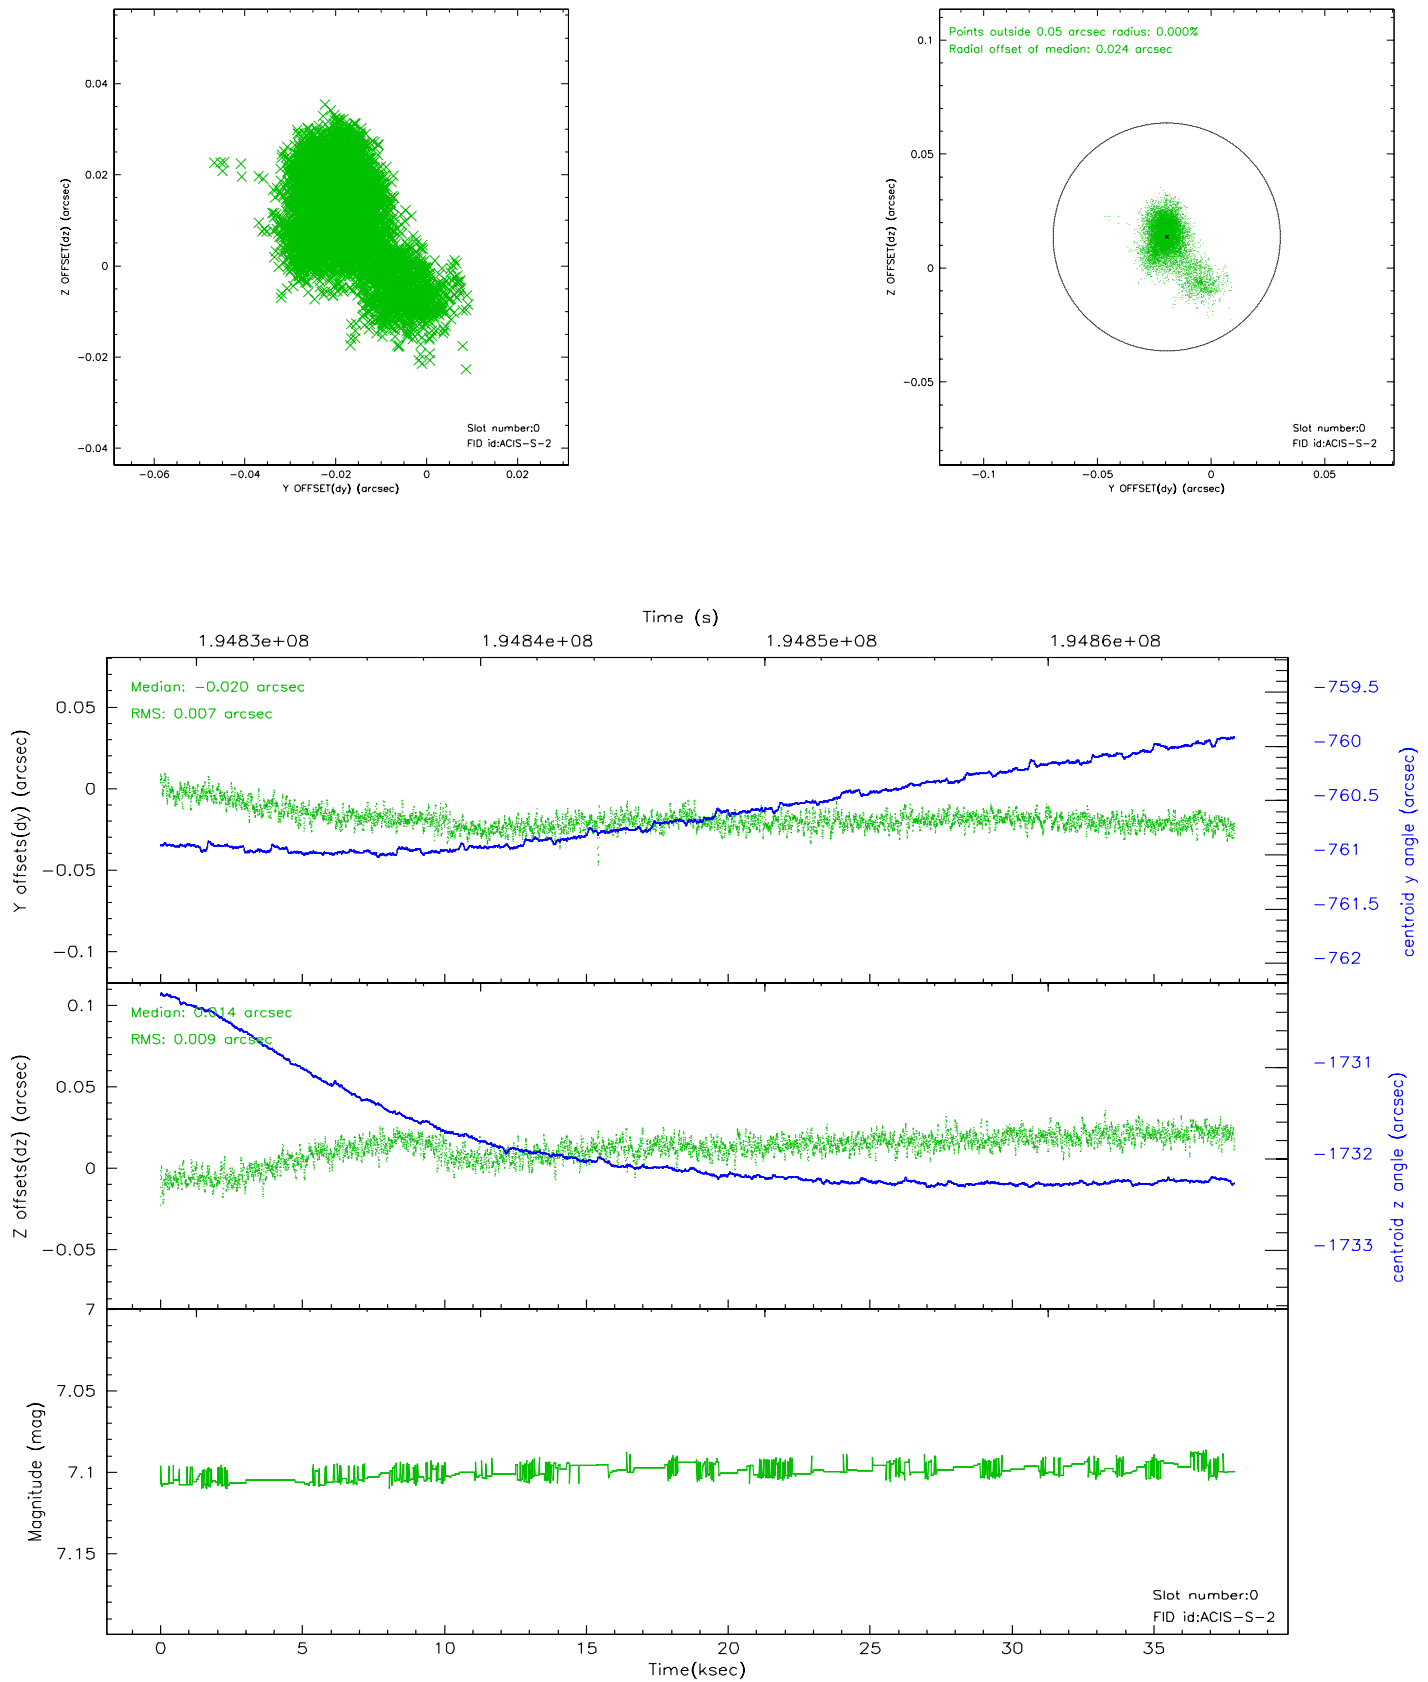 0.04
0.02
0
-0.02
-0.04
Z OFFSET(dz) (arcsec)
Slot number:0
FID id:ACIS-S-2
-0.06 -0.04 -0.02 0 0.02
Y OFFSET(dy) (arcsec)
Points outside 0.05 arcsec radius: 0.000%
Radial offset of median: 0.024 arcsec
0.1
0.05
0
-0.05
Z OFFSET(dz) (arcsec)
Slot number:0
FID id:ACIS-S-2
-0.1 -0.05 0 0.05
Y OFFSET(dy) (arcsec)
Time (s)
1.9483e+08 1.9484e+08 1.9485e+08 1.9486e+08
Median: -0.020 arcsec
RMS: 0.007 arcsec
0.05
0
-0.05
-0.1
Y offsets(dy) (arcsec)
-759.5
-760
-760.5
-761
-761.5
-762
centroid y angle (arcsec)
Median: 0.014 arcsec
RMS: 0.009 arcsec
0.1
0.05
0
-0.05
Z offsets(dz) (arcsec)
-1731
-1732
-1733
centroid z angle (arcsec)
7
7.05
7.1
7.15
Magnitude (mag)
Slot number:0
FID id:ACIS-S-2
0 5 10 15 20 25 30 35
Time(ksec)